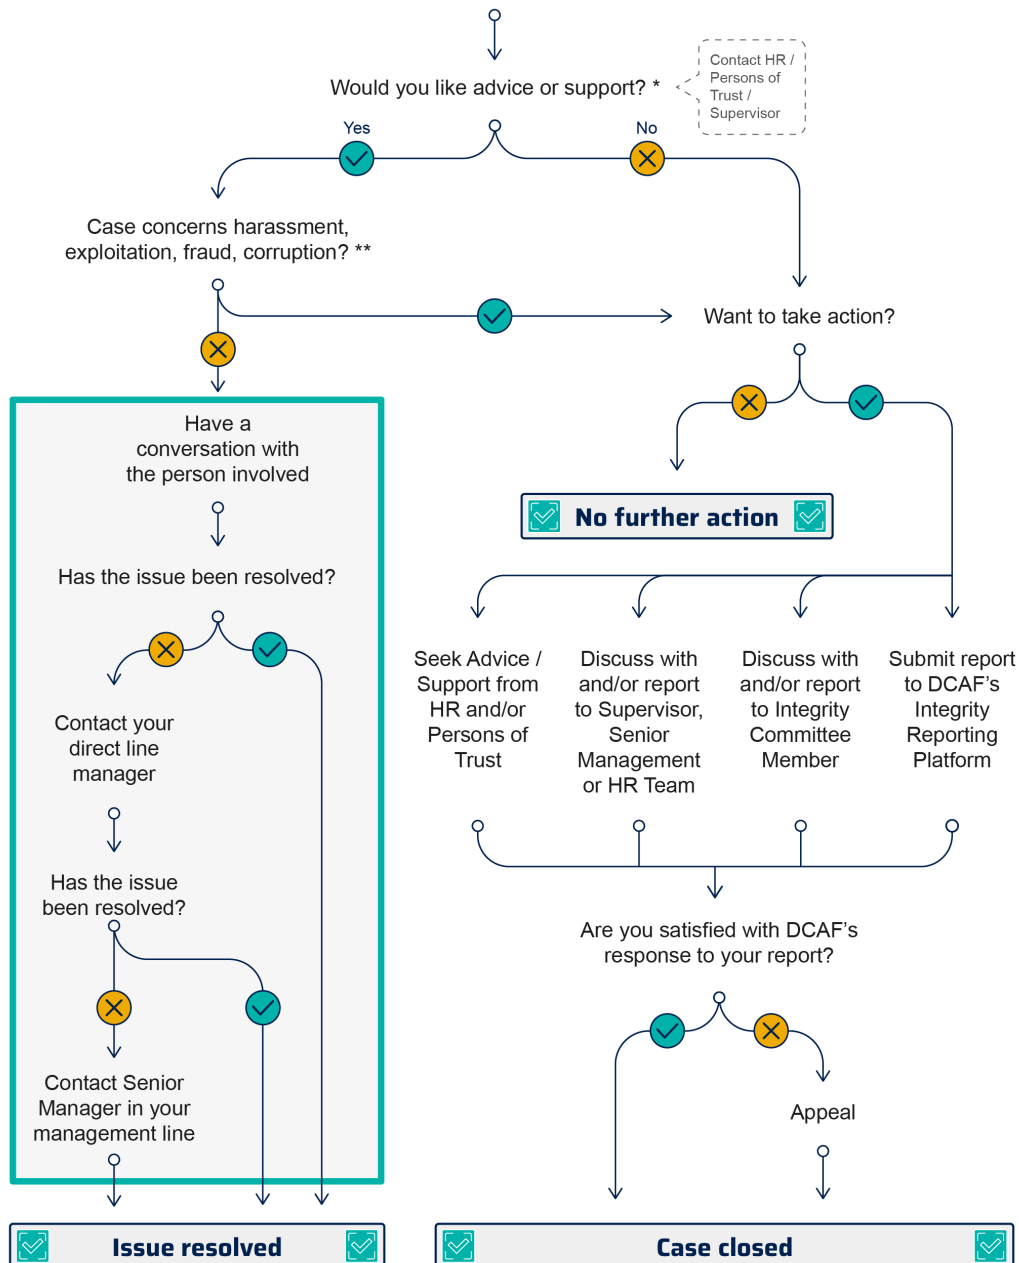 Would you like advice or support? *
Contact HR /
Persons of
Trust /
Supervisor
Yes
No
Case concerns harassment,
exploitation, fraud, corruption? **
Want to take action?
Have a
conversation with
the person involved
No further action
Has the issue been resolved?
Seek Advice /
Support from
HR and/or
Persons of
Trust
Discuss with
and/or report
to Supervisor,
Senior
Management
or HR Team
Discuss with
and/or report
to Integrity
Committee
Member
Submit report
to DCAF’s
Integrity
Reporting
Platform
Contact your
direct line
manager
Has the issue
been resolved?
Are you satisfied with DCAF’s
response to your report?
Contact Senior
Manager in your
management line
Appeal
Issue resolved
Case closed